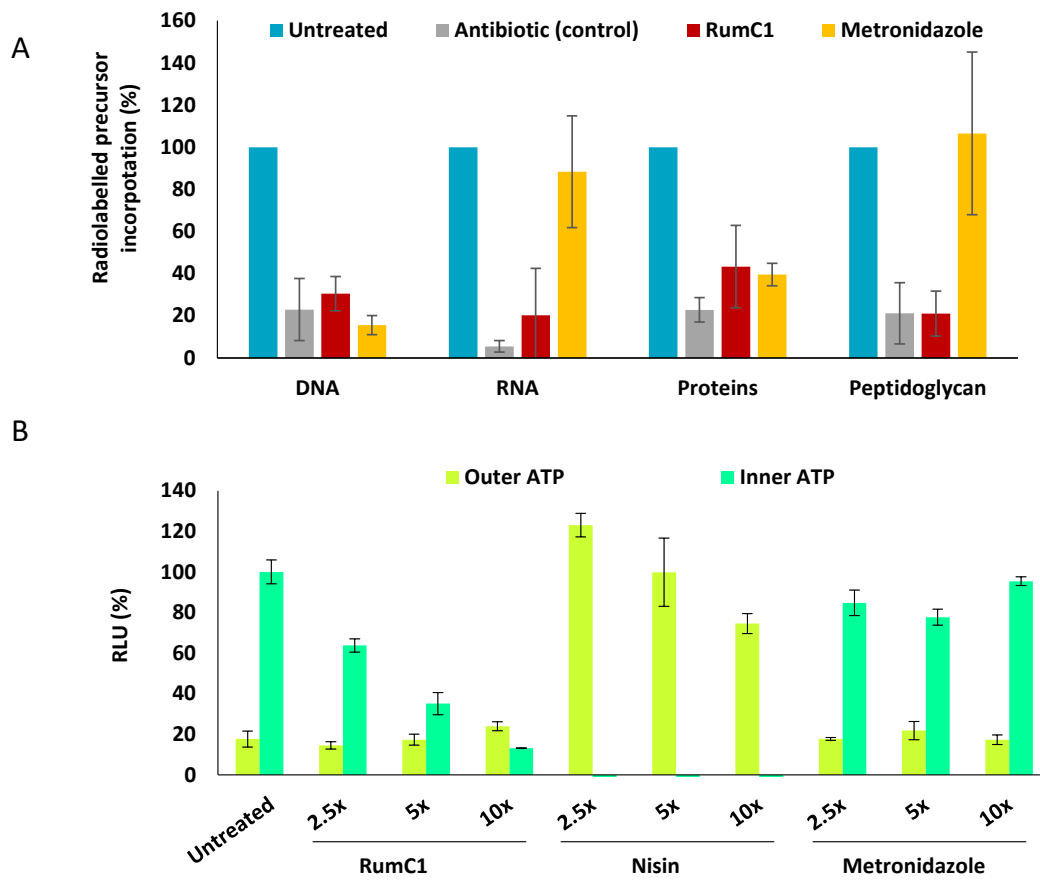 A
Untreated Antibiotic (control) RumC1 Metronidazole
Radiolabelled precursor
incorpotation (%)
160
140
120
100
80
60
40
20
0
DNA RNA Proteins Peptidoglycan
B
Outer ATP Inner ATP
RLU (%)
140
120
100
80
60
40
20
0
Untreated 2.5x 5x 10x 2.5x 5x 10x 2.5x 5x 10x
RumC1 Nisin Metronidazole